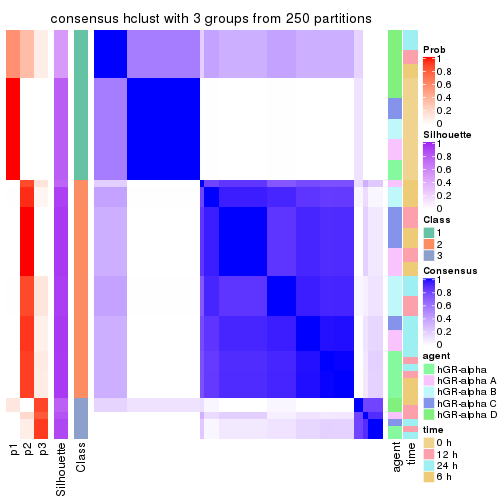 consensus hclust with 3 groups from 250 partitions
Prob
1
0.8
0.6
0.4
0.2
0
Silhouette
1
0.8
0.6
0.4
0.2
0
Class
1
2
3
Consensus
1
0.8
0.6
0.4
0.2
0
agent
hGR-alpha
hGR-alpha A
hGR-alpha B
hGR-alpha C
hGR-alpha D
time
0 h
12 h
24 h
6 h
p1
p2
p3
Silhouette
Class
agent
time